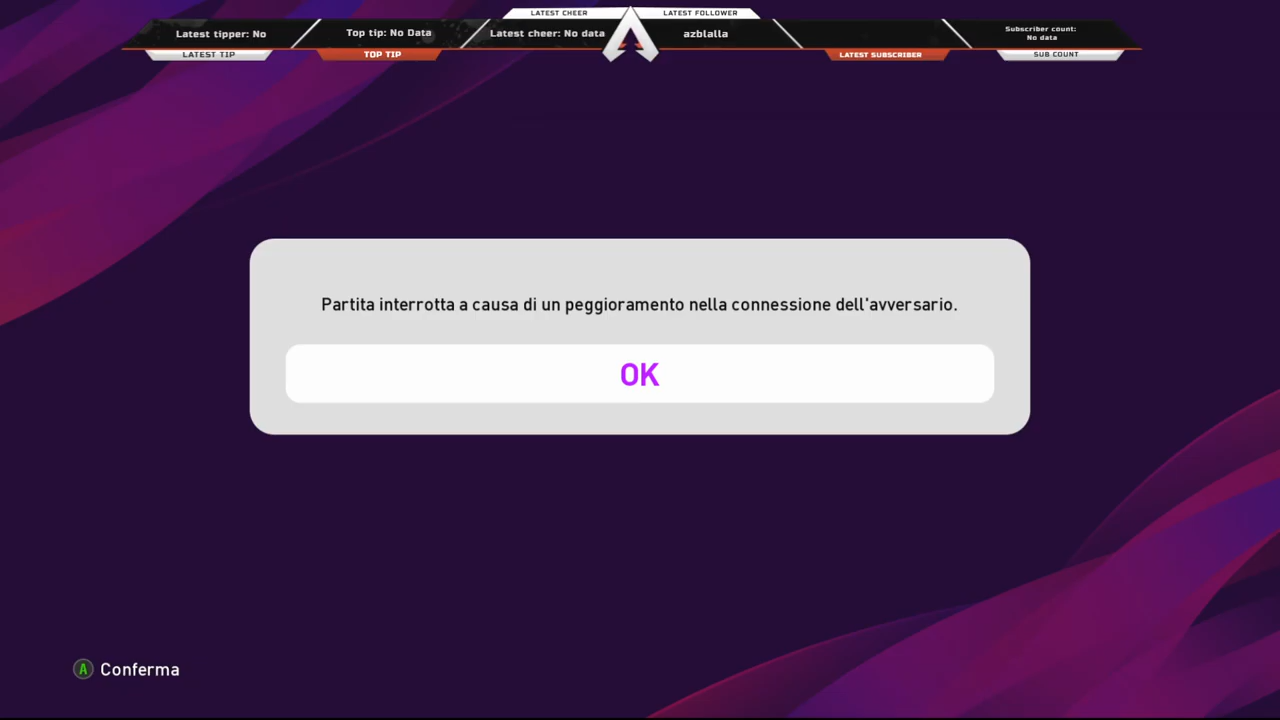 LATEST CHEER
LATEST FOLLOWER
Latest tipper: No
Top tip: No Data
Latest cheer: No data
azblalla
Subscriber count:
No data
LATEST TIP
TOP TIP
LATEST SUBSCRIBER
SUB COUNT
Partita interrotta a causa di un peggioramento nella connessione dell'avversario.
OK
A Conferma